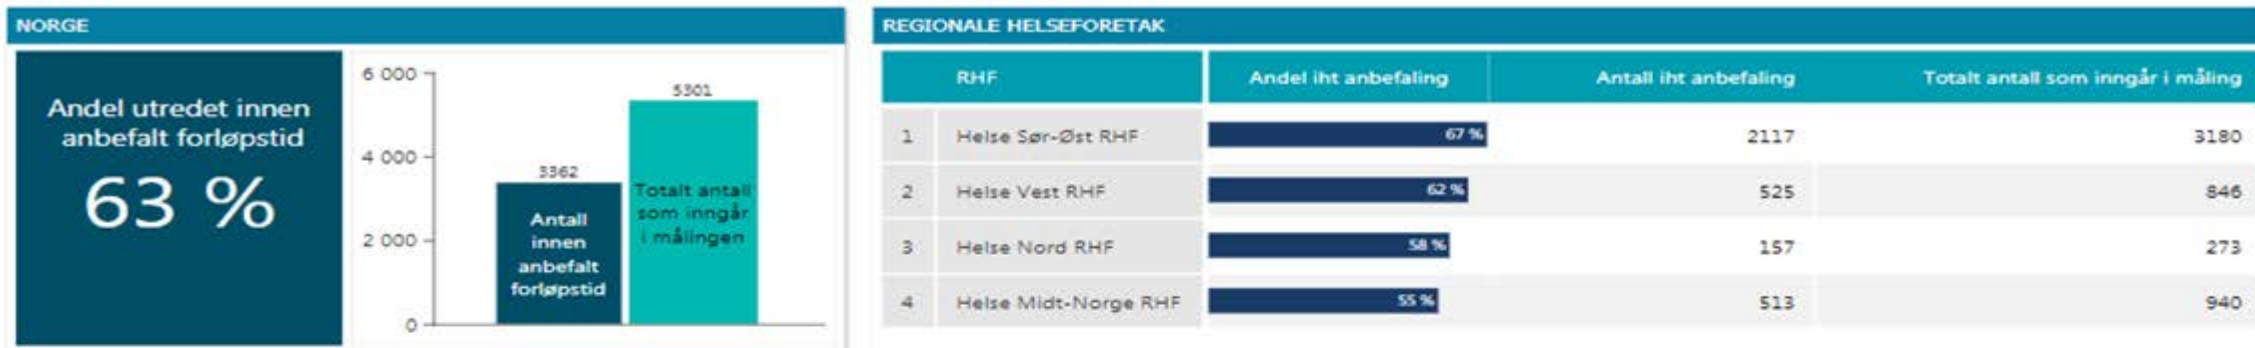 NORGE
Andel utredet innen
anbefalt forløpstid
63 %
6 000
4 000
2 000
0
3362
Antall
innen
anbefalt
forløpstid
5301
Totalt antall
som inngår
i målingen
REGIONALE HELSEFORETAK
RHF Andel iht anbefaling Antall iht anbefaling Totalt antall som inngår i måling
1 Helse Sør-Øst RHF 67 % 2117 3180
2 Helse Vest RHF 62 % 525 846
3 Helse Nord RHF 58 % 157 273
4 Helse Midt-Norge RHF 55 % 513 940